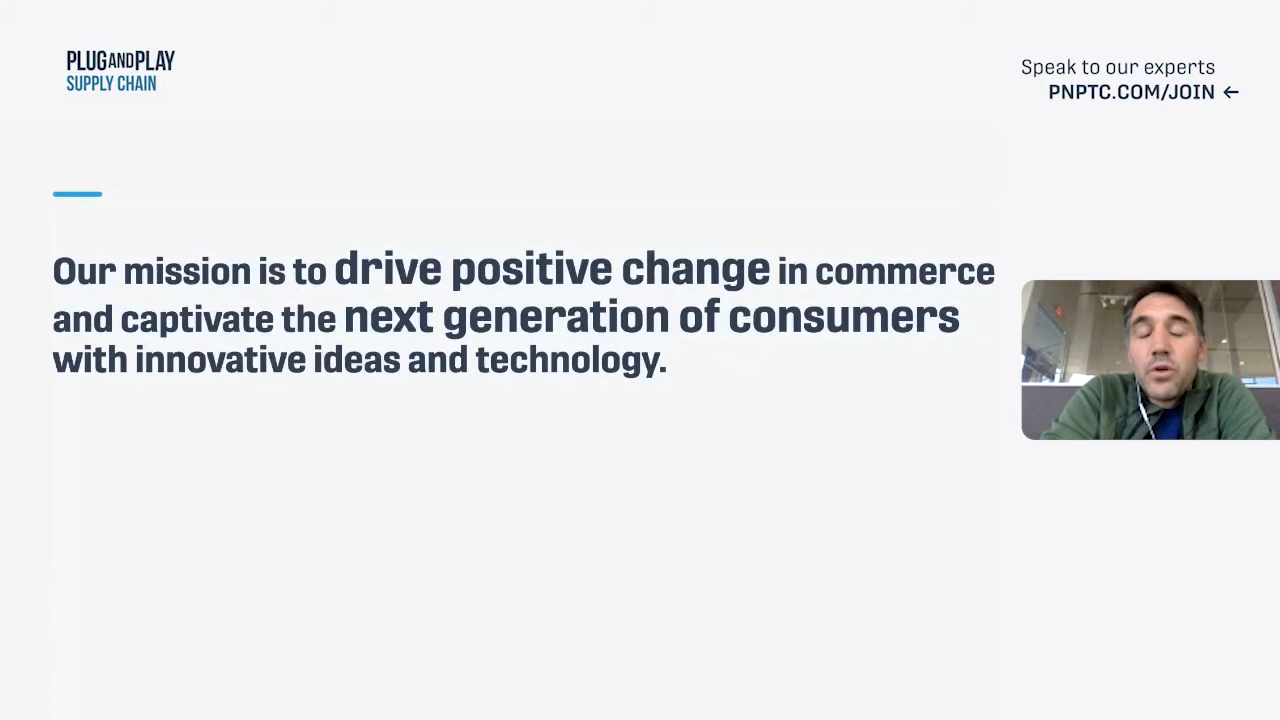 PLUGANDPLAY
SUPPLY CHAIN
Speak to our experts
PNPTC.COM/JOIN ←
Our mission is to drive positive change in commerce
and captivate the next generation of consumers
with innovative ideas and technology.